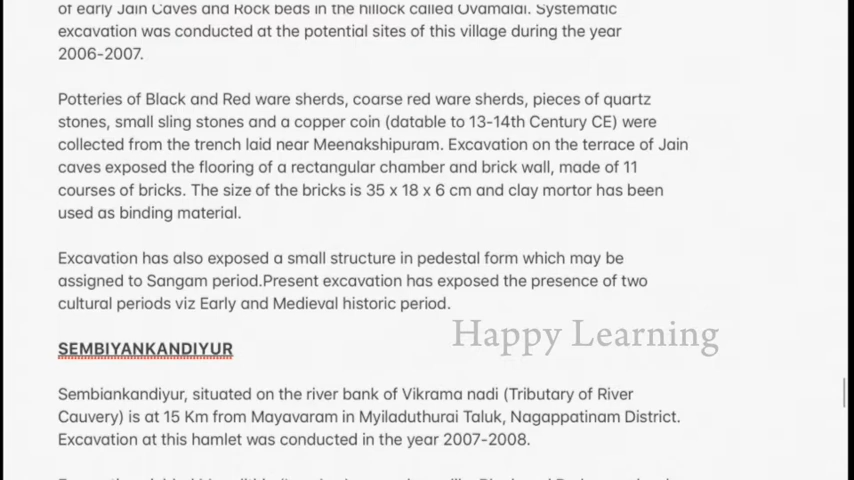 of early Jain Caves and Rock beds in the hillock called Ovamalai. Systematic
excavation was conducted at the potential sites of this village during the year
2006-2007.
Potteries of Black and Red ware sherds, coarse red ware sherds, pieces of quartz
stones, small sling stones and a copper coin (datable to 13-14th Century CE) were
collected from the trench laid near Meenakshipuram. Excavation on the terrace of Jain
caves exposed the flooring of a rectangular chamber and brick wall, made of 11
courses of bricks. The size of the bricks is 35 x 18 x 6 cm and clay mortor has been
used as binding material.
Excavation has also exposed a small structure in pedestal form which may be
assigned to Sangam period.Present excavation has exposed the presence of two
cultural periods viz Early and Medieval historic period.
Happy Learning
SEMBIYANKANDIYUR
Sembiankandiyur, situated on the river bank of Vikrama nadi (Tributary of River
Cauvery) is at 15 Km from Mayavaram in Myiladuthurai Taluk, Nagappatinam District.
Excavation at this hamlet was conducted in the year 2007-2008.